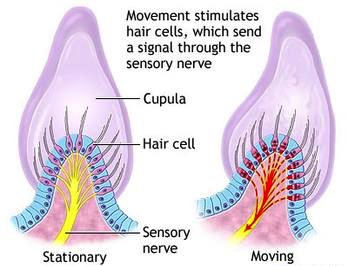 Movement stimulates
hair cells, which send
a signal through the
sensory nerve
Cupula
Hair cell
Sensory
nerve
Stationary
Moving